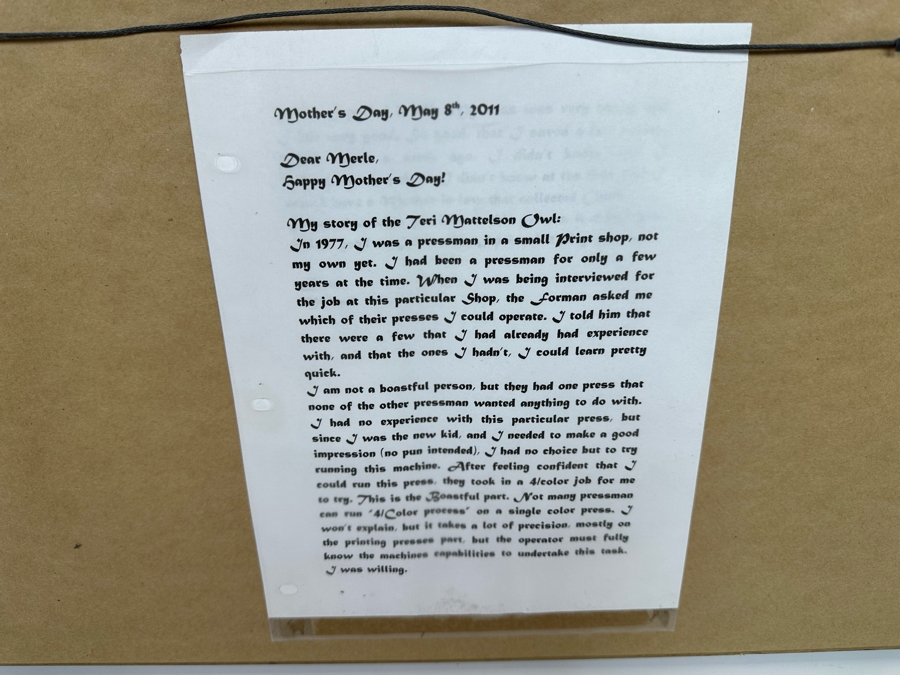 Mother's Day, May 8th, 2011
Dear Merle,
Happy Mother's Day!
My story of the Teri Mattelson Owl:
In 1977, I was a pressman in a small Print shop, not
my own yet. I had been a pressman for only a few
years at the time. When I was being interviewed for
the job at this particular Shop, the Forman asked me
which of their presses I could operate. I told him that
there were a few that I had already had experience
with, and that the ones I hadn't, I could learn pretty
quick.
I am not a boastful person, but they had one press that
none of the other pressman wanted anything to do with.
I had no experience with this particular press, but
since I was the new kid, and I needed to make a good
impression (no pun intended), I had no choice but to try
running this machine. After feeling confident that I
could run this press, they took in a 4/color job for me
to try. This is the Boastful part. Not many pressman
can run "4/Color process" on a single color press. I
won't explain, but it takes a lot of precision, mostly on
the printing presses part, but the operator must fully
know the machines capabilities to undertake this task.
I was willing.